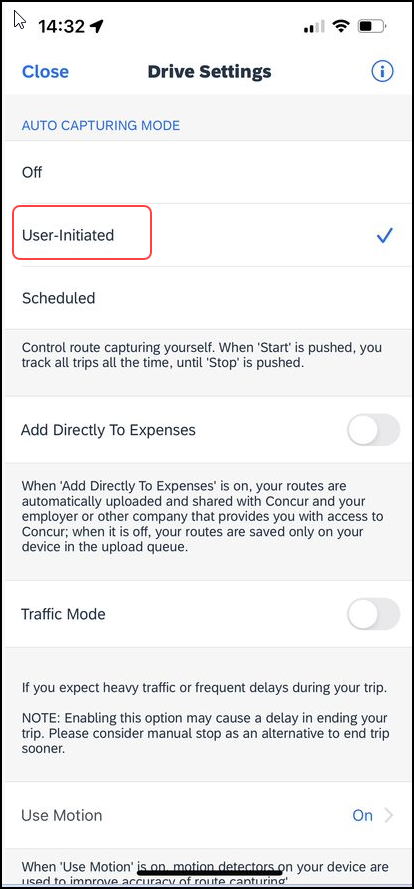 14:32
Close Drive Settings
AUTO CAPTURING MODE
Off
User-Initiated
Scheduled
Control route capturing yourself. When 'Start' is pushed, you
track all trips all the time, until 'Stop' is pushed.
Add Directly To Expenses
When 'Add Directly To Expenses' is on, your routes are
automatically uploaded and shared with Concur and your
employer or other company that provides you with access to
Concur; when it is off, your routes are saved only on your
device in the upload queue.
Traffic Mode
If you expect heavy traffic or frequent delays during your trip.
NOTE: Enabling this option may cause a delay in ending your
trip. Please consider manual stop as an alternative to end trip
sooner.
Use Motion On
When 'Use Motion' is on, motion detectors on your device are
used to improve accuracy of route capturing'